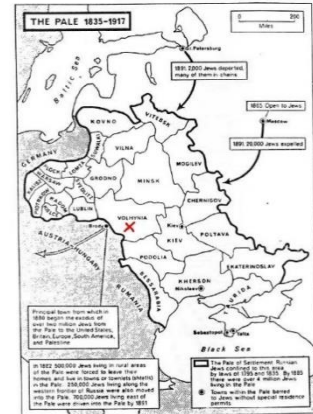 THE PALE 1835-1917
0 200
Miles
St. Petersburg
Baltic Sea
1891. 2,000 Jews deported,
many of them in chains.
1865. Open to Jews
Moscow
1891. 20,000 Jews expelled
KOVNO
VITEBSK
GERMANY
VILNA
MOGILEV
GRODNO
MINSK
CHERNIGOV
LUBLIN
VOLHYNIA
Brody
Kiev
KIEV
POLTAVA
AUSTRIA-HUNGARY
PODOLIA
EKATERINOSLAV
BESSARABIA
KHERSON
Nikolaev
RUMANIA
TAURIDA
Principal town from which in
1880 began the exodus of
over two million Jews from
the Pale to the United States,
Britain, Europe, South America,
and Palestine
Sebastopol
Yalta
Black Sea
In 1882 500,000 Jews living in rural areas
of the Pale were forced to leave their
homes and live in towns or townlets (shtetls)
in the Pale. 250,000 Jews living along the
western frontier of Russia were also moved
into the Pale. 700,000 Jews living east of
the Pale were driven into the Pale by 1891.
The Pale of Settlement. Russian
Jews confined to this area
by laws of 1795 and 1835. By 1885
there were over 4 million Jews
living in the Pale
Towns within the Pale barred
to Jews without special residence
permits.